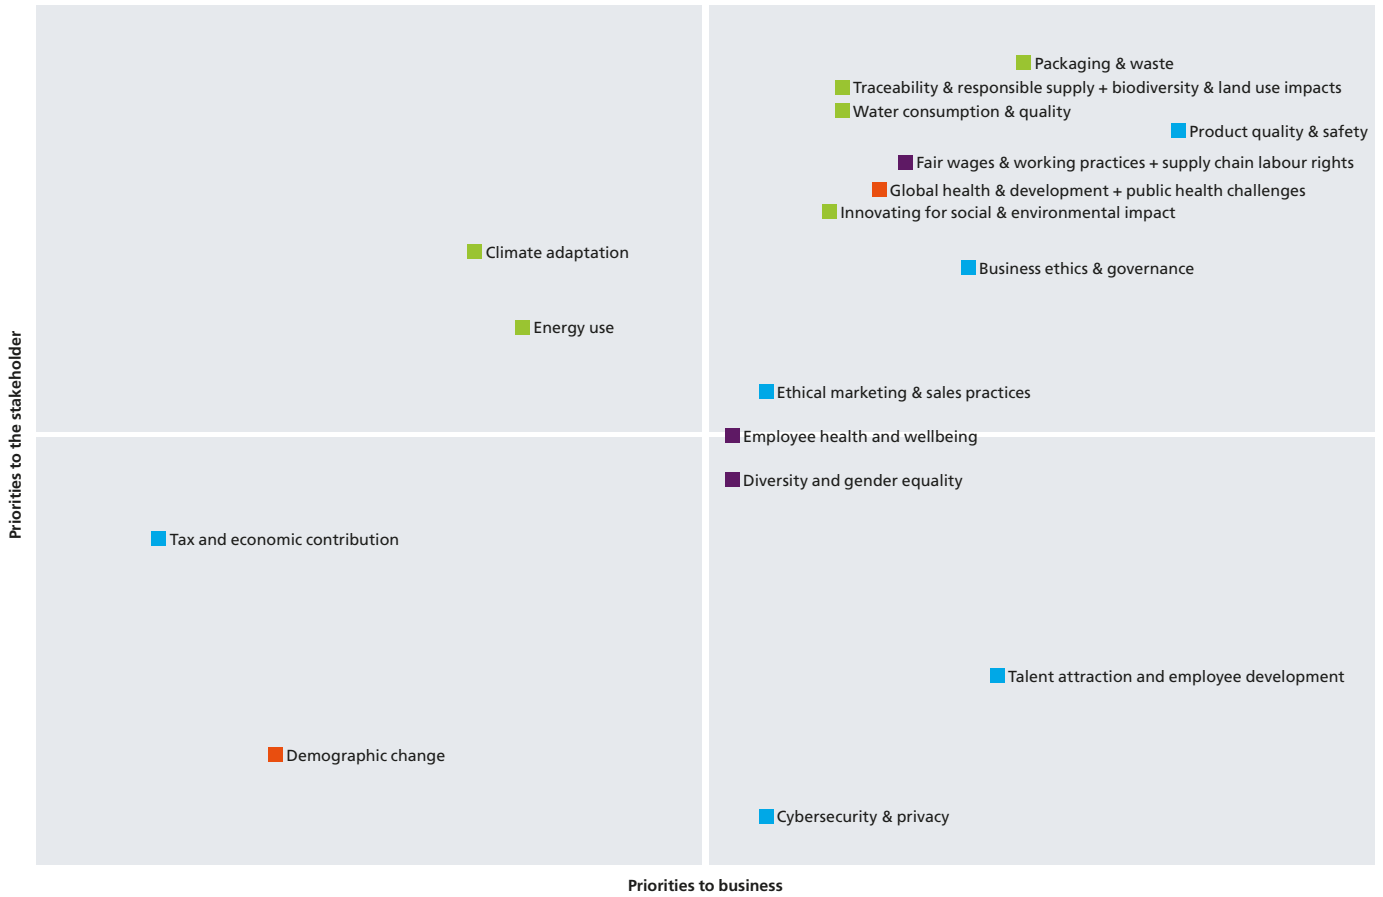 Packaging & waste
Traceability & responsible supply + biodiversity & land use impacts
Water consumption & quality
Product quality & safety
Fair wages & working practices + supply chain labour rights
Global health & development + public health challenges
Innovating for social & environmental impact
Climate adaptation
Business ethics & governance
Energy use
Ethical marketing & sales practices
Employee health and wellbeing
Diversity and gender equality
Tax and economic contribution
Talent attraction and employee development
Demographic change
Cybersecurity & privacy
Priorities to the stakeholder
Priorities to business